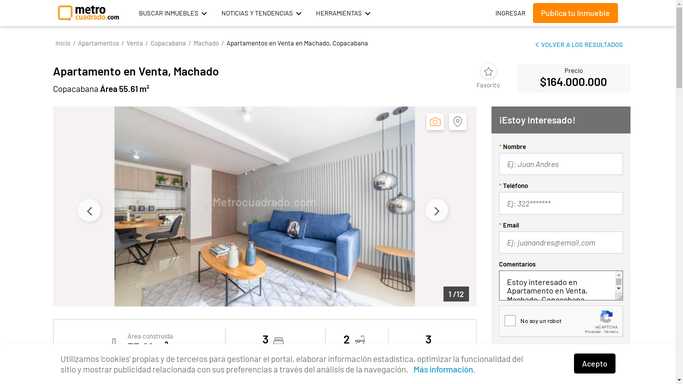 metro
cuadrado.com
BUSCAR INMUEBLES
NOTICIAS Y TENDENCIAS
HERRAMIENTAS
INGRESAR
Publica tu Inmueble
Inicio / Apartamentos / Venta / Copacabana / Machado / Apartamentos en Venta en Machado, Copacabana
VOLVER A LOS RESULTADOS
Apartamento en Venta, Machado
Copacabana Área 55.61 m²
Favorito
Precio
$164.000.000
Metrocuadrado.com
1 /12
¡Estoy Interesado!
* Nombre
Ej: Juan Andres
* Teléfono
Ej: 322*******
* Email
Ej: juanandres@email.com
Comentarios
Estoy interesado en
Apartamento en Venta,
Machado, Copacabana
No soy un robot
reCAPTCHA
Privacidad - Términos
Área construida
3
2
3
Utilizamos 'cookies' propias y de terceros para gestionar el portal, elaborar información estadística, optimizar la funcionalidad del
sitio y mostrar publicidad relacionada con sus preferencias a través del análisis de la navegación. Más información.
Acepto